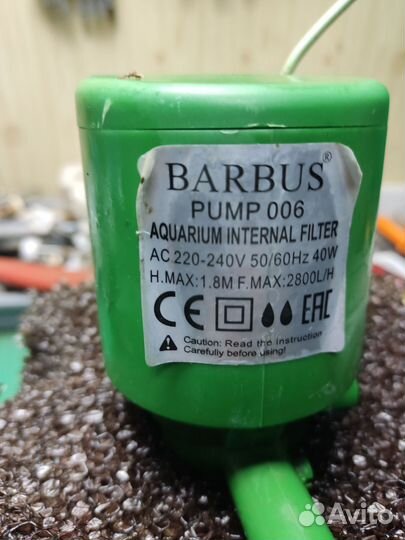 BARBUS®
PUMP 006
AQUARIUM INTERNAL FILTER
AC 220-240V 50/60Hz 40W
H.MAX:1.8M F.MAX:2800L/H
CE EAC
Caution: Read the instruction
Carefully before using!
Avito